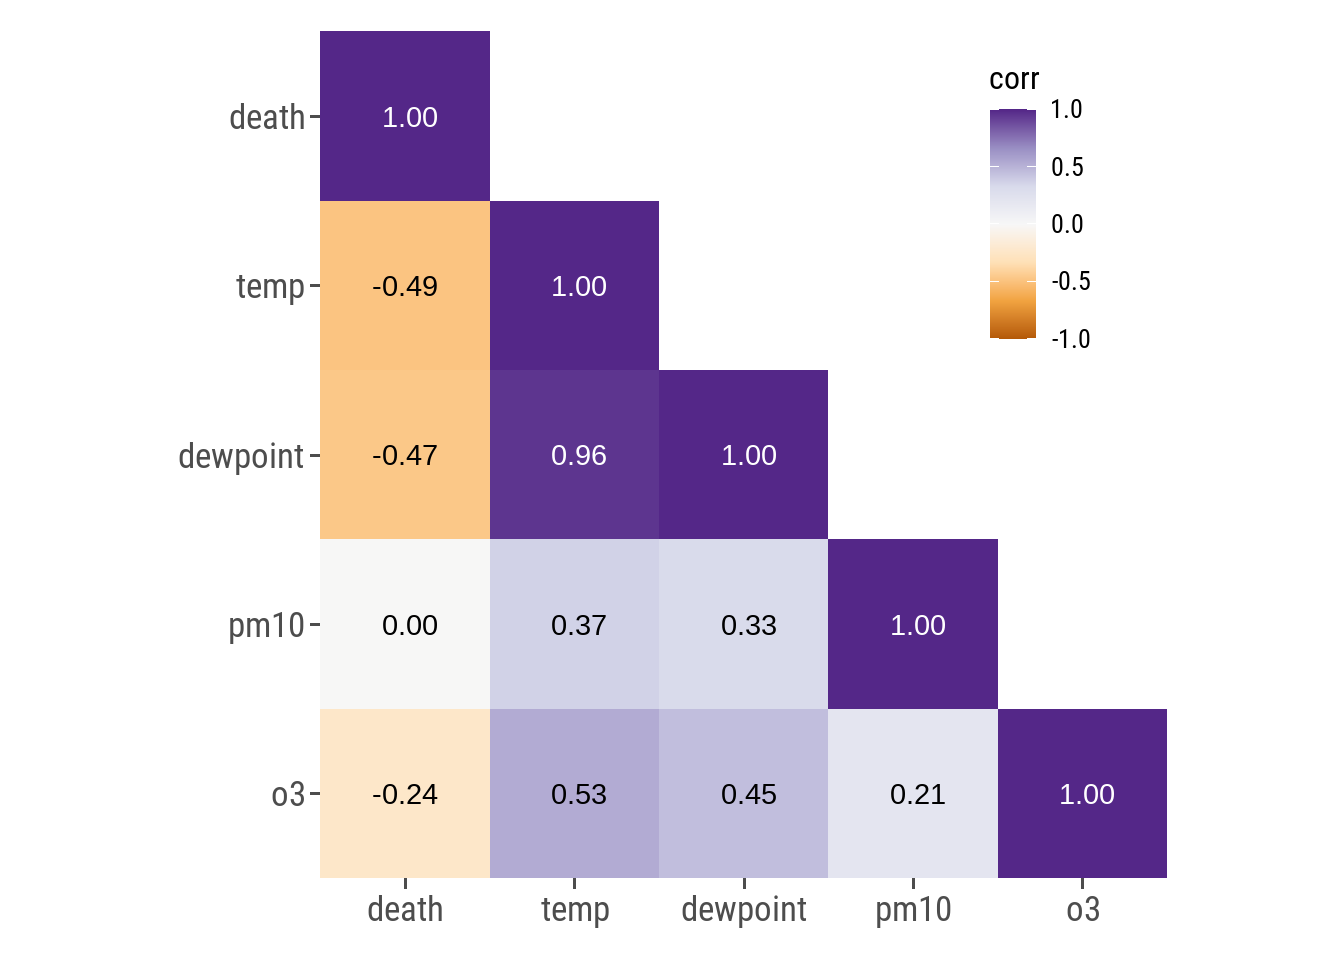 corr
1.0
0.5
0.0
-0.5
-1.0
death 1.00
temp -0.49 1.00
dewpoint -0.47 0.96 1.00
pm10 0.00 0.37 0.33 1.00
o3 -0.24 0.53 0.45 0.21 1.00
death temp dewpoint pm10 o3